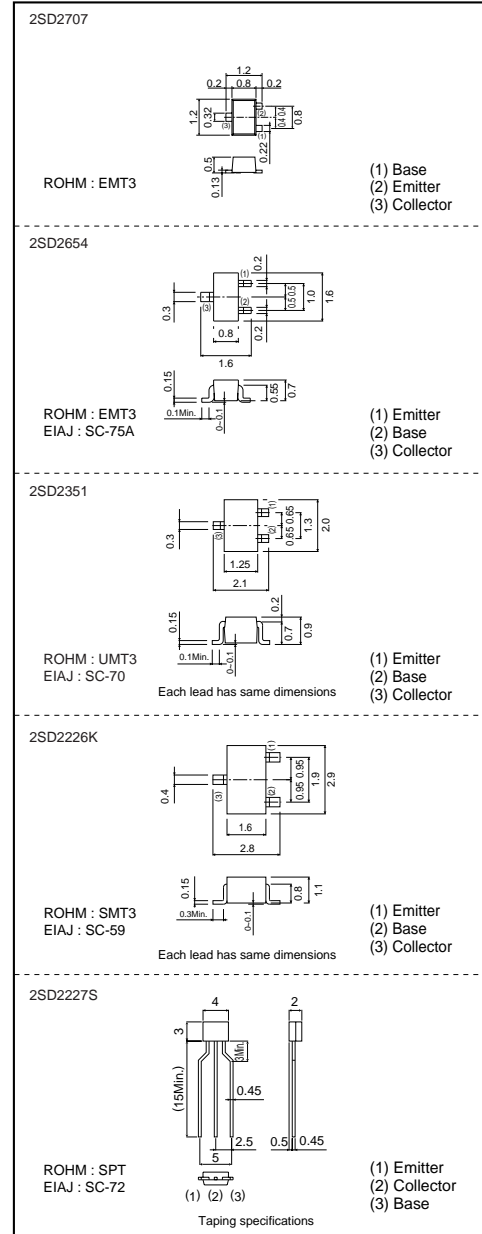 2SD2707
1.2
0.2 0.8 0.2
1.2
0.32
(3)
(2)
(1)
0.4 0.4
0.8
0.22
0.5
0.13
ROHM : EMT3
(1) Base
(2) Emitter
(3) Collector
2SD2654
0.2
(1)
0.3
(3)
(2)
0.5 0.5
1.0
1.6
0.8
0.2
1.6
0.15
0.55
0.7
0.1Min.
0~0.1
ROHM : EMT3
EIAJ : SC-75A
(1) Emitter
(2) Base
(3) Collector
2SD2351
(1)
0.3
(3)
(2)
0.65 0.65
1.3
2.0
1.25
2.1
0.2
0.15
0.7
0.9
0.1Min.
0~0.1
ROHM : UMT3
EIAJ : SC-70
Each lead has same dimensions
(1) Emitter
(2) Base
(3) Collector
2SD2226K
(1)
0.4
(3)
(2)
0.95 0.95
1.9
2.9
1.6
2.8
0.15
0.8
1.1
0.3Min.
0~0.1
ROHM : SMT3
EIAJ : SC-59
Each lead has same dimensions
(1) Emitter
(2) Base
(3) Collector
2SD2227S
4
2
3
3Min.
(15Min.)
0.45
2.5
0.5 0.45
5
ROHM : SPT
EIAJ : SC-72
(1) (2) (3)
Taping specifications
(1) Emitter
(2) Collector
(3) Base